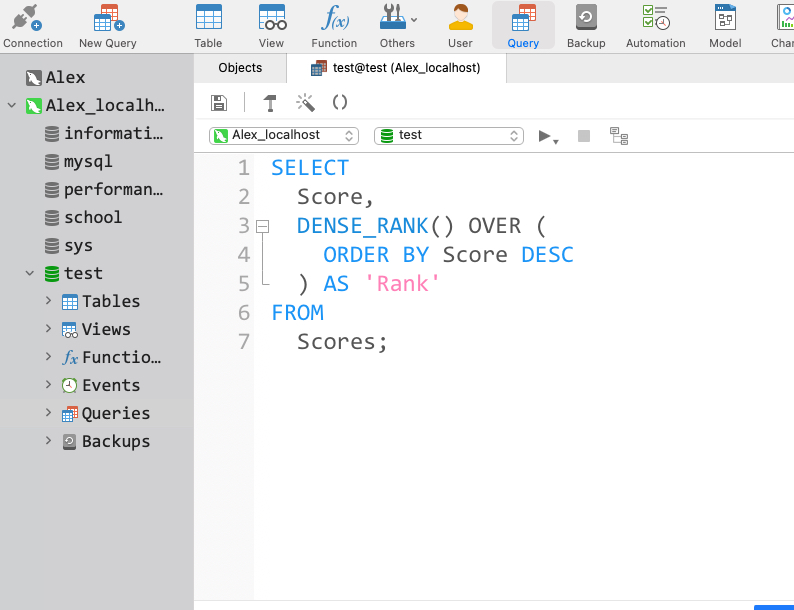 Connection New Query Table View Function Others User Query Backup Automation Model
Objects test@test (Alex_localhost)
Alex
Alex_localh...
informati...
mysql
performan...
school
sys
test
Tables
Views
Functio...
Events
Queries
Backups
Alex_localhost test
1 SELECT
2 Score,
3 DENSE_RANK() OVER (
4 ORDER BY Score DESC
5 ) AS 'Rank'
6 FROM
7 Scores;